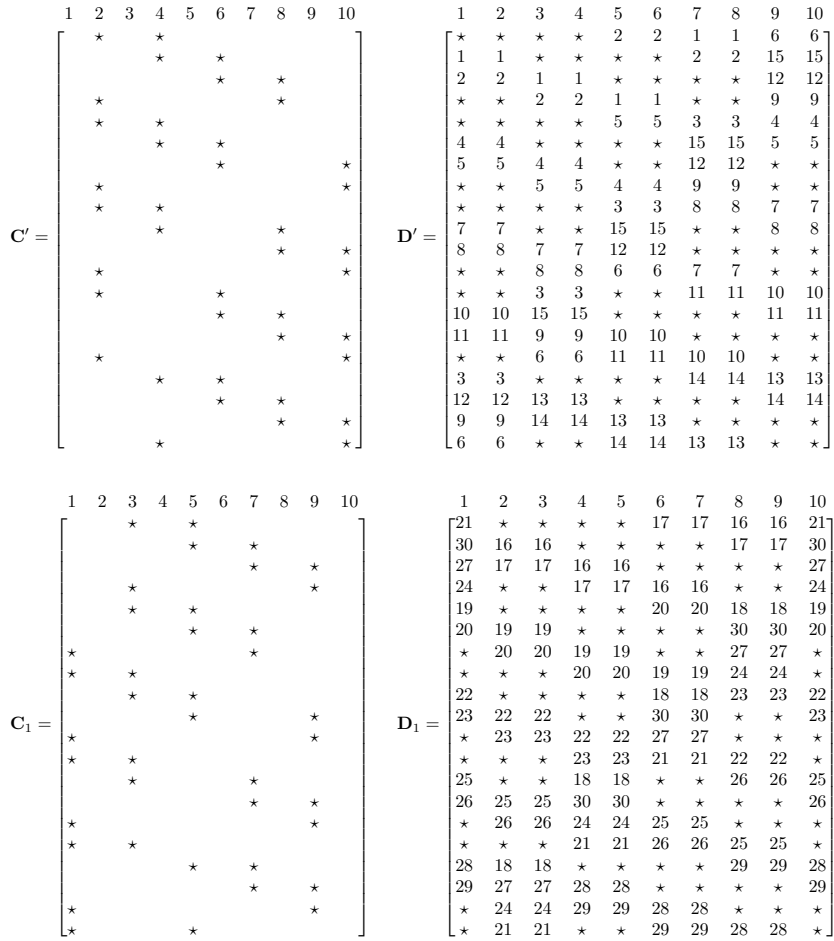 1 2 3 4 5 6 7 8 9 10 1 2 3 4 5 6 7 8 9 10
⋆ ⋆ ⋆ ⋆ ⋆ ⋆ 2 2 1 1 6 6
⋆ ⋆ 1 1 ⋆ ⋆ ⋆ ⋆ 2 2 15 15
⋆ ⋆ 2 2 1 1 ⋆ ⋆ ⋆ ⋆ 12 12
⋆ ⋆ ⋆ ⋆ 2 2 1 1 ⋆ ⋆ 9 9
⋆ ⋆ ⋆ ⋆ ⋆ ⋆ 5 5 3 3 4 4
⋆ ⋆ 4 4 ⋆ ⋆ ⋆ ⋆ 15 15 5 5
⋆ ⋆ 5 5 4 4 ⋆ ⋆ 12 12 ⋆ ⋆
⋆ ⋆ ⋆ ⋆ 5 5 4 4 9 9 ⋆ ⋆
⋆ ⋆ ⋆ ⋆ ⋆ ⋆ 3 3 8 8 7 7
C′ = ⋆ ⋆ D′ = 7 7 ⋆ ⋆ 15 15 ⋆ ⋆ 8 8
⋆ ⋆ 8 8 7 7 12 12 ⋆ ⋆ ⋆ ⋆
⋆ ⋆ ⋆ ⋆ 8 8 6 6 7 7 ⋆ ⋆
⋆ ⋆ ⋆ ⋆ 3 3 ⋆ ⋆ 11 11 10 10
⋆ ⋆ 10 10 15 15 ⋆ ⋆ ⋆ ⋆ 11 11
⋆ ⋆ 11 11 9 9 10 10 ⋆ ⋆ ⋆ ⋆
⋆ ⋆ ⋆ ⋆ 6 6 11 11 10 10 ⋆ ⋆
⋆ ⋆ 3 3 ⋆ ⋆ ⋆ ⋆ 14 14 13 13
⋆ ⋆ 12 12 13 13 ⋆ ⋆ ⋆ ⋆ 14 14
⋆ ⋆ 9 9 14 14 13 13 ⋆ ⋆ ⋆ ⋆
⋆ ⋆ 6 6 ⋆ ⋆ 14 14 13 13 ⋆ ⋆
1 2 3 4 5 6 7 8 9 10 1 2 3 4 5 6 7 8 9 10
⋆ ⋆ 21 ⋆ ⋆ ⋆ ⋆ 17 17 16 16 21
⋆ ⋆ 30 16 16 ⋆ ⋆ ⋆ ⋆ 17 17 30
⋆ ⋆ 27 17 17 16 16 ⋆ ⋆ ⋆ ⋆ 27
⋆ ⋆ 24 ⋆ ⋆ 17 17 16 16 ⋆ ⋆ 24
⋆ ⋆ 19 ⋆ ⋆ ⋆ ⋆ 20 20 18 18 19
⋆ ⋆ 20 19 19 ⋆ ⋆ ⋆ ⋆ 30 30 20
⋆ ⋆ ⋆ 20 20 19 19 ⋆ ⋆ 27 27 ⋆
⋆ ⋆ ⋆ ⋆ ⋆ 20 20 19 19 24 24 ⋆
⋆ ⋆ 22 ⋆ ⋆ ⋆ ⋆ 18 18 23 23 22
C₁ = ⋆ ⋆ D₁ = 23 22 22 ⋆ ⋆ 30 30 ⋆ ⋆ 23
⋆ ⋆ ⋆ 23 23 22 22 27 27 ⋆ ⋆ ⋆
⋆ ⋆ ⋆ ⋆ ⋆ 23 23 21 21 22 22 ⋆
⋆ ⋆ 25 ⋆ ⋆ 18 18 ⋆ ⋆ 26 26 25
⋆ ⋆ 26 25 25 30 30 ⋆ ⋆ ⋆ ⋆ 26
⋆ ⋆ ⋆ 26 26 24 24 25 25 ⋆ ⋆ ⋆
⋆ ⋆ ⋆ ⋆ ⋆ 21 21 26 26 25 25 ⋆
⋆ ⋆ 28 18 18 ⋆ ⋆ ⋆ ⋆ 29 29 28
⋆ ⋆ 29 27 27 28 28 ⋆ ⋆ ⋆ ⋆ 29
⋆ ⋆ ⋆ 24 24 29 29 28 28 ⋆ ⋆ ⋆
⋆ ⋆ ⋆ 21 21 ⋆ ⋆ 29 29 28 28 ⋆